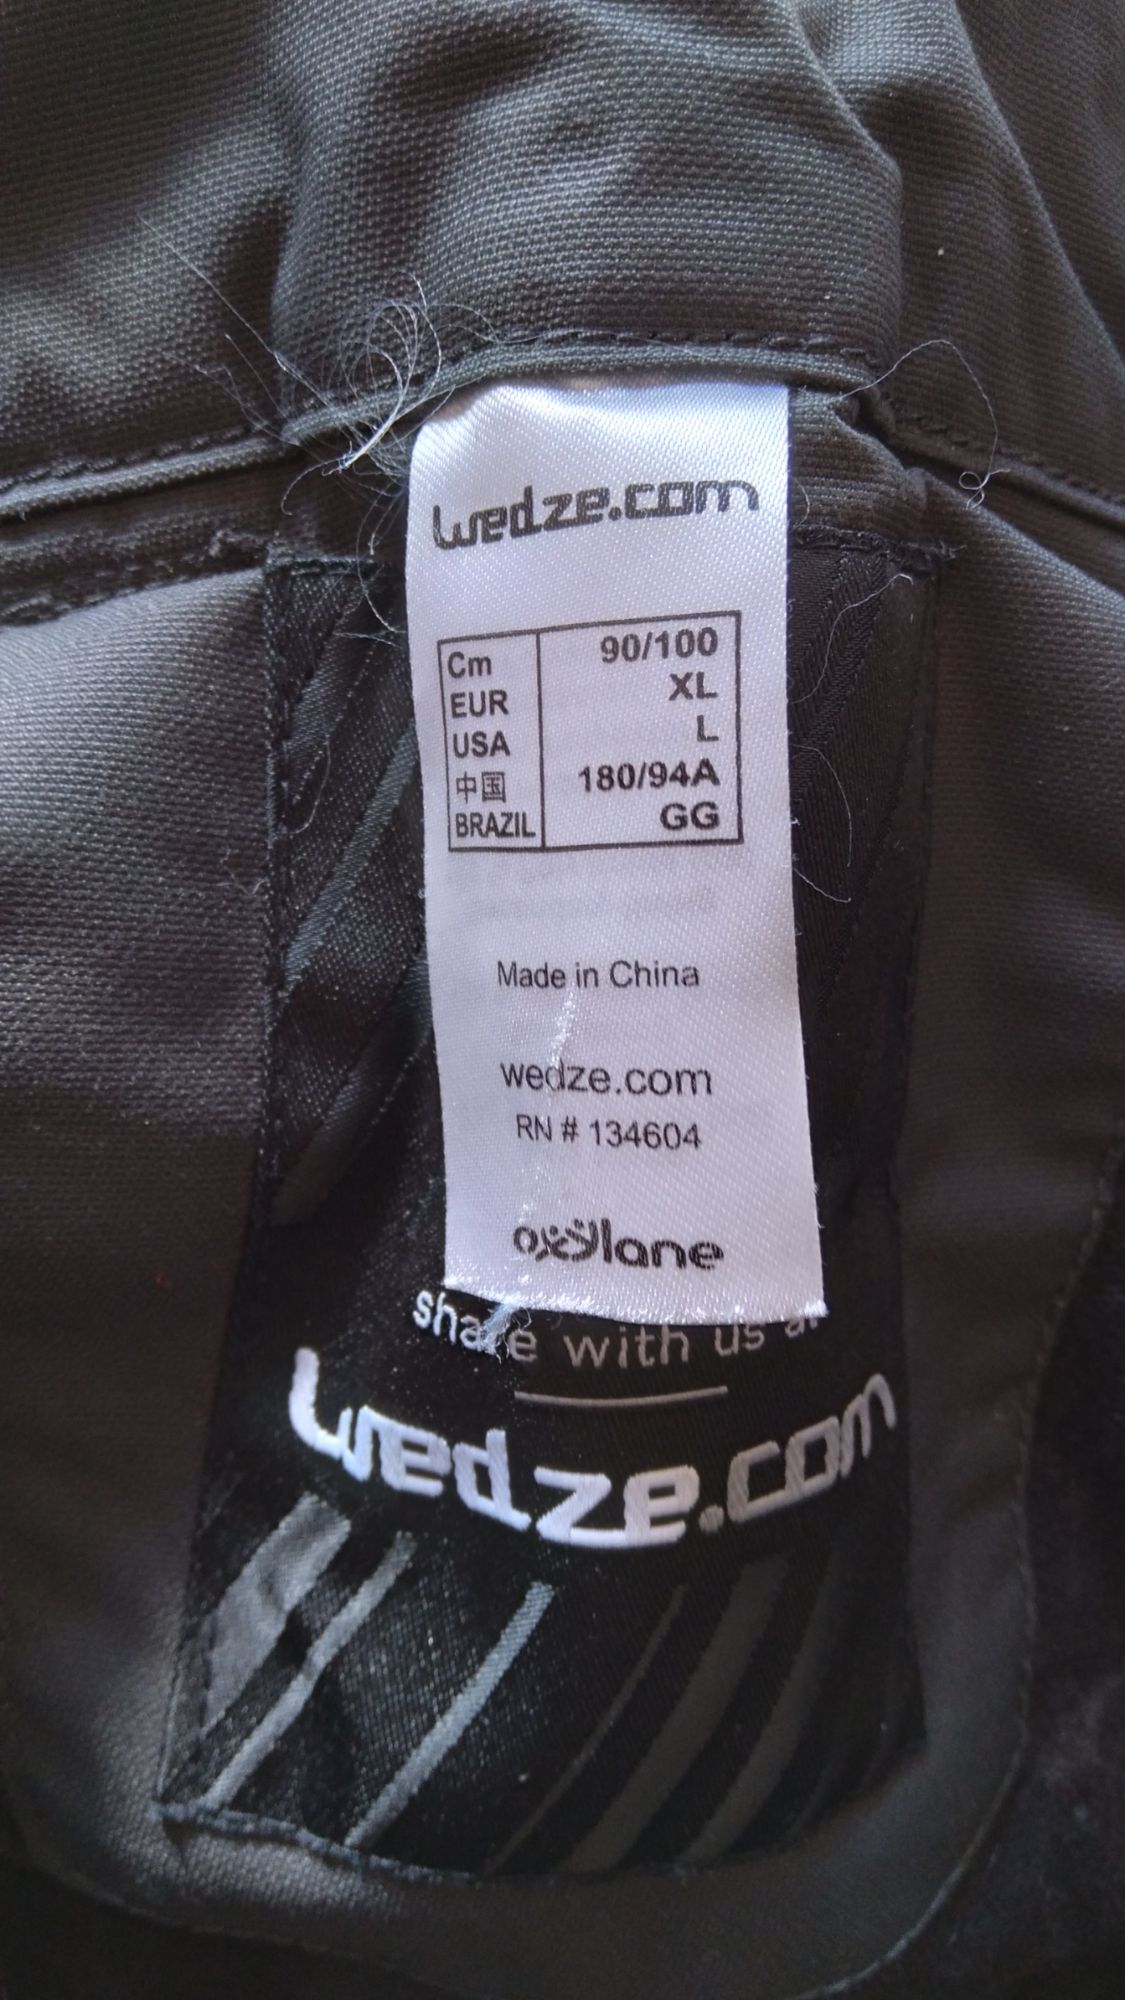 wedze.com
Cm 90/100
EUR XL
USA L
中国 180/94A
BRAZIL GG
Made in China
wedze.com
RN # 134604
oxylane
share with us
wedze.com